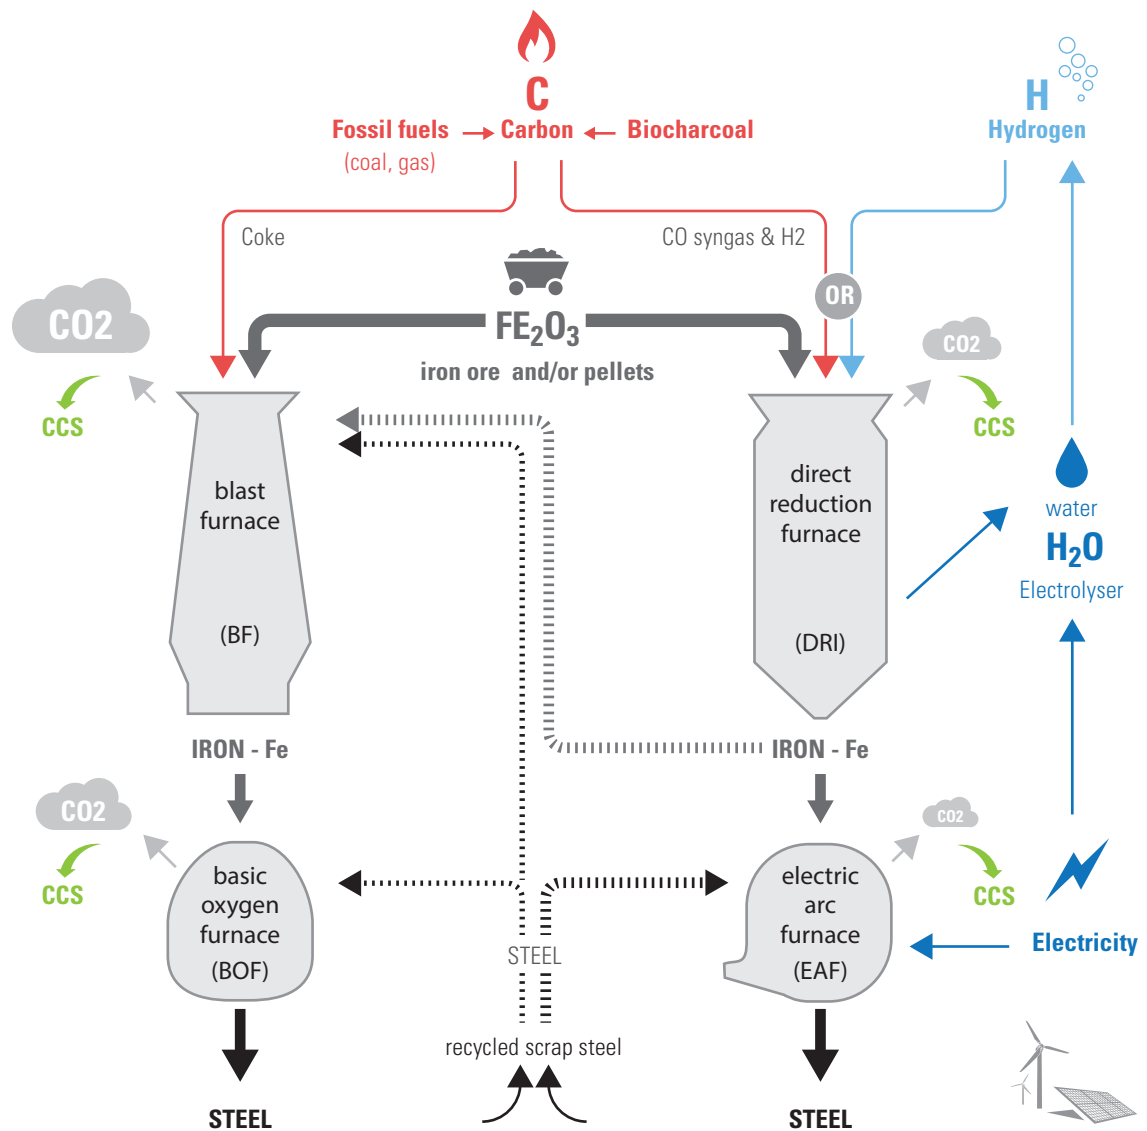 C
H
Fossil fuels
Carbon
Biocharcoal
Hydrogen
(coal, gas)
Coke
CO syngas & H2
OR
CO2
FE₂O₃
CO2
iron ore and/or pellets
CCS
CCS
blast
furnace
(BF)
direct
reduction
furnace
(DRI)
water
H₂O
Electrolyser
IRON - Fe
IRON - Fe
CO2
CO2
CCS
CCS
basic
oxygen
furnace
(BOF)
electric
arc
furnace
(EAF)
Electricity
STEEL
recycled scrap steel
STEEL
STEEL